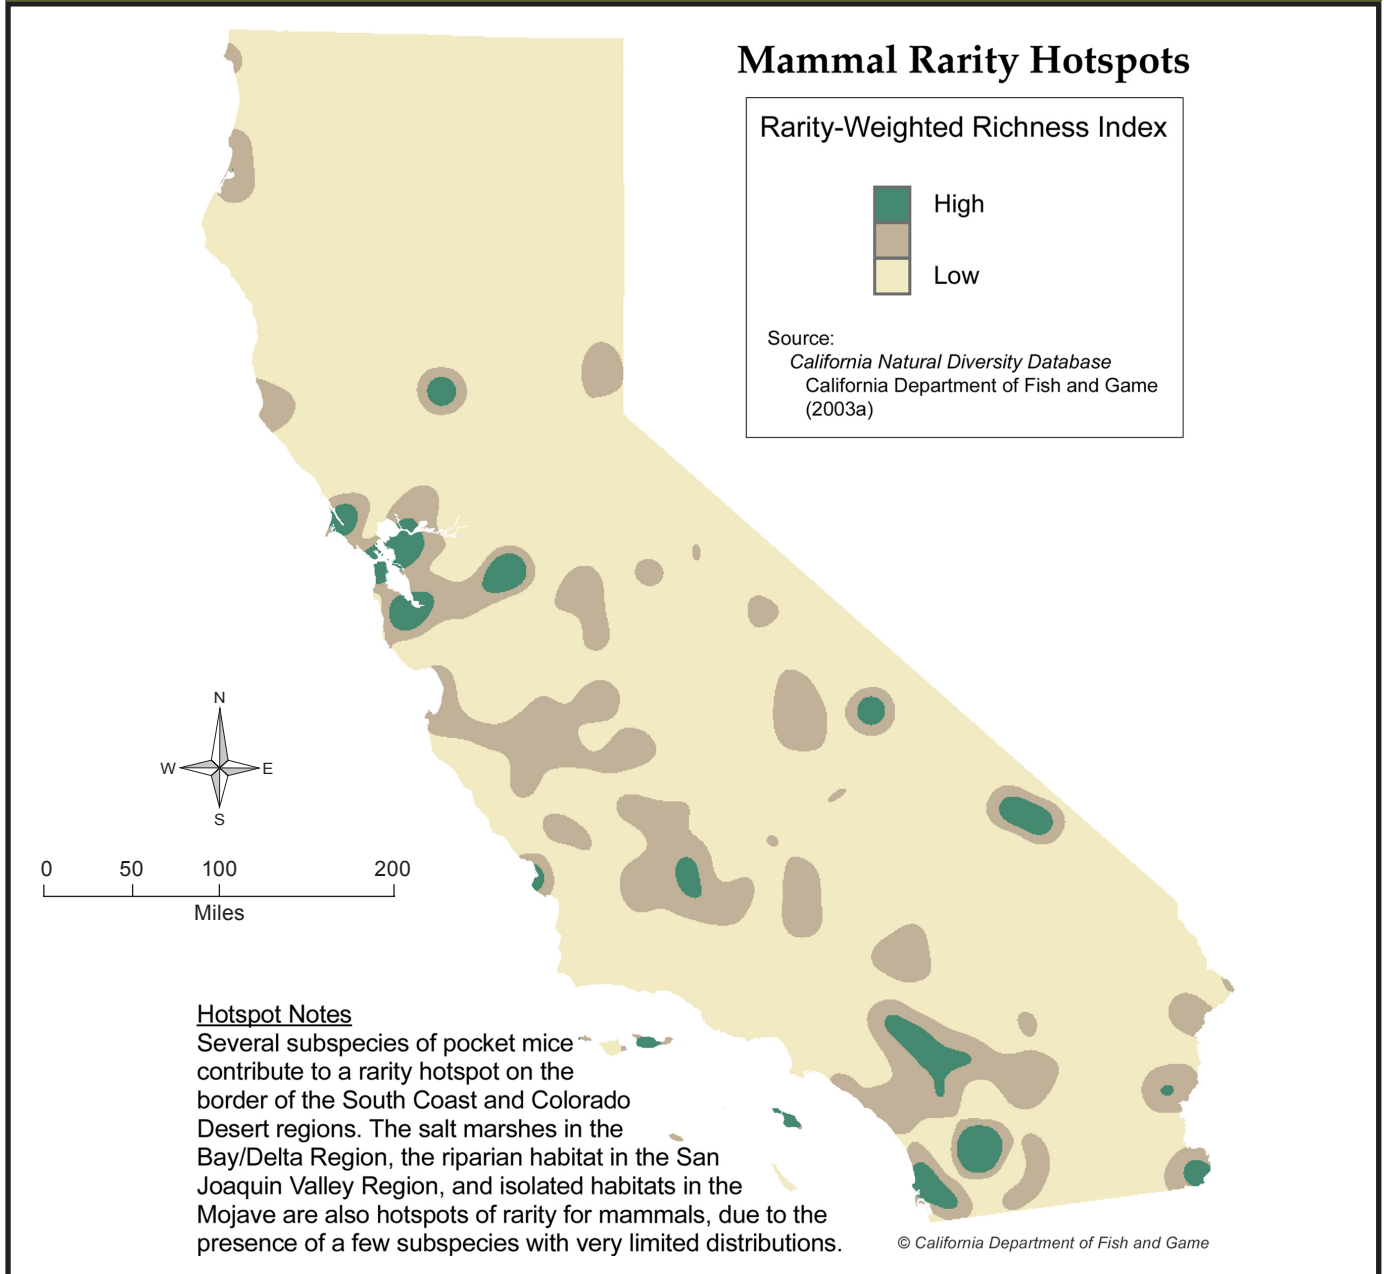 Mammal Rarity Hotspots
Rarity-Weighted Richness Index
High
Low
Source:
California Natural Diversity Database
California Department of Fish and Game
(2003a)
N
W E
S
0 50 100 200
Miles
Hotspot Notes
Several subspecies of pocket mice
contribute to a rarity hotspot on the
border of the South Coast and Colorado
Desert regions. The salt marshes in the
Bay/Delta Region, the riparian habitat in the San
Joaquin Valley Region, and isolated habitats in the
Mojave are also hotspots of rarity for mammals, due to the
presence of a few subspecies with very limited distributions.
© California Department of Fish and Game